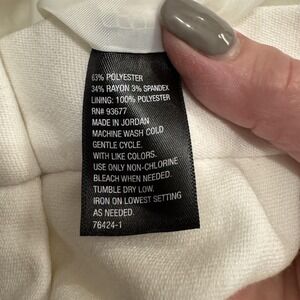 63% POLYESTER
34% RAYON 3% SPANDEX
LINING: 100% POLYESTER
RN# 93677
MADE IN JORDAN
MACHINE WASH COLD
GENTLE CYCLE.
WITH LIKE COLORS.
USE ONLY NON-CHLORINE
BLEACH WHEN NEEDED.
TUMBLE DRY LOW.
IRON ON LOWEST SETTING
AS NEEDED.
76424-1